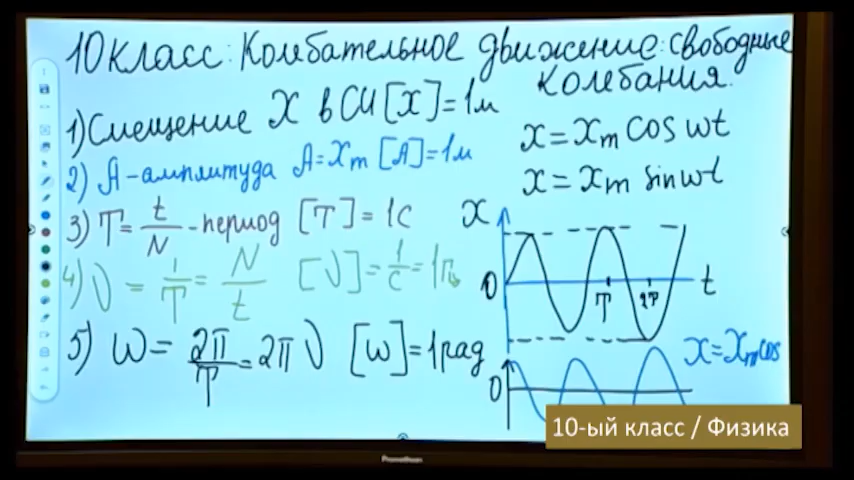 10 класс: Колебательное движение: свободные
колебания.
1) Смещение X в СИ [X] = 1м
2) A – амплитуда A = Xm [A] = 1м
3) T = t/N – период [T] = 1с
4) ν = 1/T = N/t [ν] = 1/с = 1Гц
5) ω = 2π/T = 2πν [ω] = 1рад
x = xm cos ωt
x = xm sin ωt
X
0
T
2T
t
x = Xm cos
0
10-ый класс / Физика
Promethean